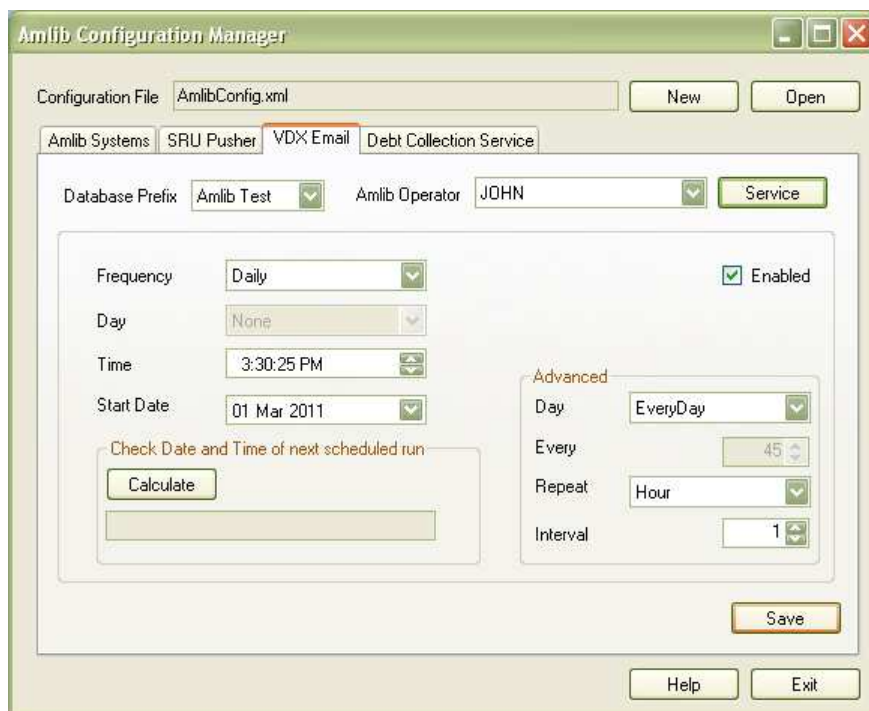 Amlib Configuration Manager
Configuration File AmlibConfig.xml New Open
Amlib Systems SRU Pusher VDX Email Debt Collection Service
Database Prefix Amlib Test Amlib Operator JOHN Service
Frequency Daily Enabled
Day None
Time 3:30:25 PM
Start Date 01 Mar 2011
Check Date and Time of next scheduled run
Calculate
Advanced
Day EveryDay
Every 45
Repeat Hour
Interval 1
Save
Help Exit